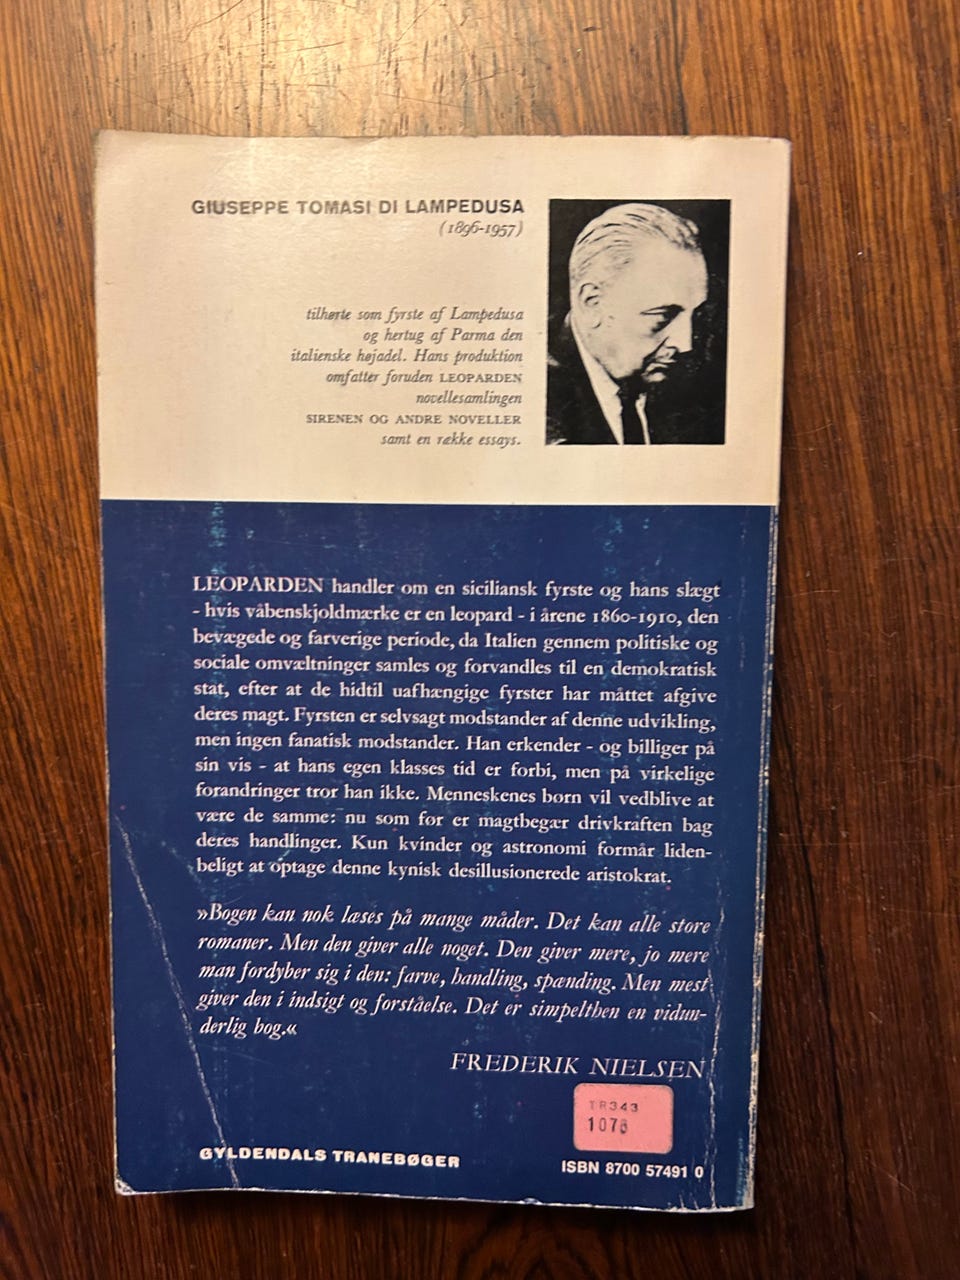 GIUSEPPE TOMASI DI LAMPEDUSA
(1896-1957)
tilhørte som fyrste af Lampedusa
og hertug af Parma den
italienske højadel. Hans produktion
omfatter foruden LEOPARDEN
novellesamlingen
SIRENEN OG ANDRE NOVELLER
samt en række essays.
LEOPARDEN handler om en siciliansk fyrste og hans slægt
- hvis våbenskjoldmærke er en leopard - i årene 1860-1910, den
bevægede og farverige periode, da Italien gennem politiske og
sociale omvæltninger samles og forvandles til en demokratisk
stat, efter at de hidtil uafhængige fyrster har måttet afgive
deres magt. Fyrsten er selvsagt modstander af denne udvikling,
men ingen fanatisk modstander. Han erkender - og billiger på
sin vis - at hans egen klasses tid er forbi, men på virkelige
forandringer tror han ikke. Menneskenes børn vil vedblive at
være de samme: nu som før er magtbegær drivkraften bag
deres handlinger. Kun kvinder og astronomi formår liden-
beligt at optage denne kynisk desillusionerede aristokrat.
»Bogen kan nok læses på mange måder. Det kan alle store
romaner. Men den giver alle noget. Den giver mere, jo mere
man fordyber sig i den: farve, handling, spænding. Men mest
giver den i indsigt og forståelse. Det er simpelthen en vidun-
derlig bog.«
FREDERIK NIELSEN
TR343
GYLDENDALS TRANEBØGER
ISBN 8700 57491 0